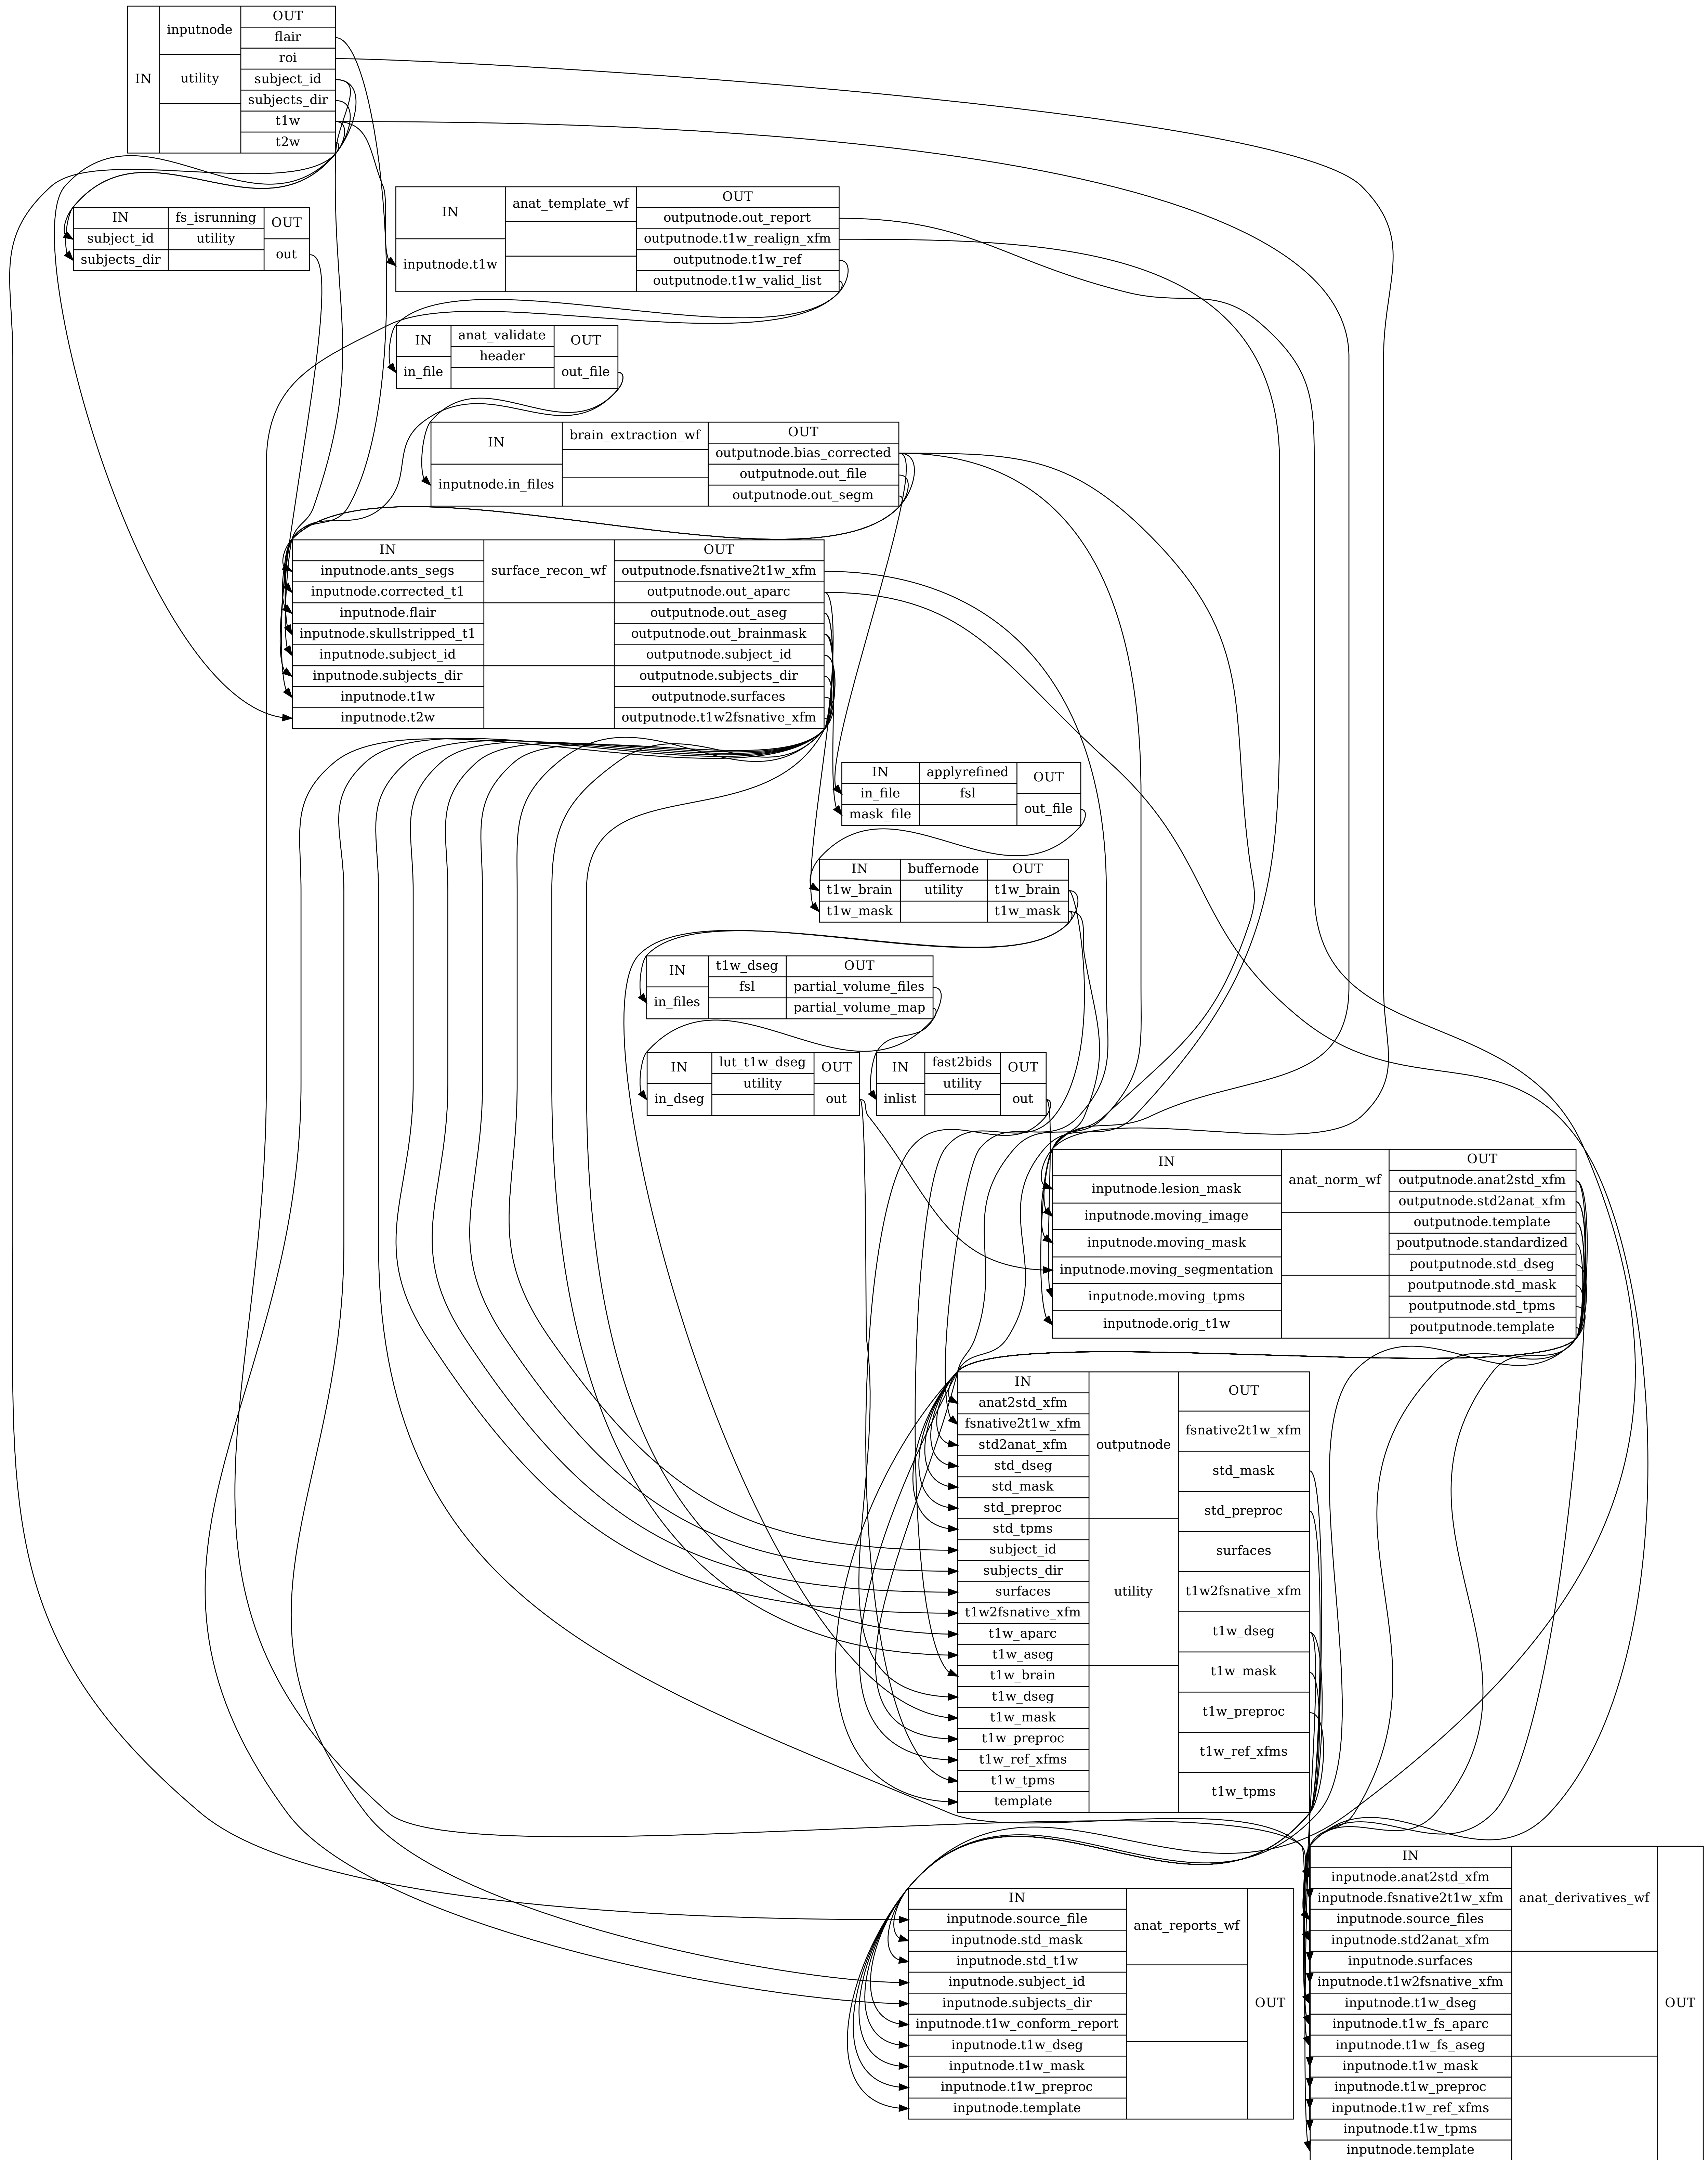 IN
inputnode
utility
OUT
flair
roi
subject_id
subjects_dir
t1w
t2w
IN
subject_id
subjects_dir
fs_isrunning
utility
OUT
out
IN
inputnode.t1w
anat_template_wf
OUT
outputnode.out_report
outputnode.t1w_realign_xfm
outputnode.t1w_ref
outputnode.t1w_valid_list
IN
in_file
anat_validate
header
OUT
out_file
IN
inputnode.in_files
brain_extraction_wf
OUT
outputnode.bias_corrected
outputnode.out_file
outputnode.out_segm
IN
inputnode.ants_segs
inputnode.corrected_t1
inputnode.flair
inputnode.skullstripped_t1
inputnode.subject_id
inputnode.subjects_dir
inputnode.t1w
inputnode.t2w
surface_recon_wf
OUT
outputnode.fsnative2t1w_xfm
outputnode.out_aparc
outputnode.out_aseg
outputnode.out_brainmask
outputnode.subject_id
outputnode.subjects_dir
outputnode.surfaces
outputnode.t1w2fsnative_xfm
IN
in_file
mask_file
applyrefined
fsl
OUT
out_file
IN
t1w_brain
t1w_mask
buffernode
utility
OUT
t1w_brain
t1w_mask
IN
in_files
t1w_dseg
fsl
OUT
partial_volume_files
partial_volume_map
IN
in_dseg
lut_t1w_dseg
utility
OUT
out
IN
inlist
fast2bids
utility
OUT
out
IN
inputnode.lesion_mask
inputnode.moving_image
inputnode.moving_mask
inputnode.moving_segmentation
inputnode.moving_tpms
inputnode.orig_t1w
anat_norm_wf
OUT
outputnode.anat2std_xfm
outputnode.std2anat_xfm
outputnode.template
poutputnode.standardized
poutputnode.std_dseg
poutputnode.std_mask
poutputnode.std_tpms
poutputnode.template
IN
anat2std_xfm
fsnative2t1w_xfm
std2anat_xfm
std_dseg
std_mask
std_preproc
std_tpms
subject_id
subjects_dir
surfaces
t1w2fsnative_xfm
t1w_aparc
t1w_aseg
t1w_brain
t1w_dseg
t1w_mask
t1w_preproc
t1w_ref_xfms
t1w_tpms
template
outputnode
utility
OUT
fsnative2t1w_xfm
std_mask
std_preproc
surfaces
t1w2fsnative_xfm
t1w_dseg
t1w_mask
t1w_preproc
t1w_ref_xfms
t1w_tpms
IN
inputnode.source_file
inputnode.std_mask
inputnode.std_t1w
inputnode.subject_id
inputnode.subjects_dir
inputnode.t1w_conform_report
inputnode.t1w_dseg
inputnode.t1w_mask
inputnode.t1w_preproc
inputnode.template
anat_reports_wf
OUT
IN
inputnode.anat2std_xfm
inputnode.fsnative2t1w_xfm
inputnode.source_files
inputnode.std2anat_xfm
inputnode.surfaces
inputnode.t1w2fsnative_xfm
inputnode.t1w_dseg
inputnode.t1w_fs_aparc
inputnode.t1w_fs_aseg
inputnode.t1w_mask
inputnode.t1w_preproc
inputnode.t1w_ref_xfms
inputnode.t1w_tpms
inputnode.template
anat_derivatives_wf
OUT